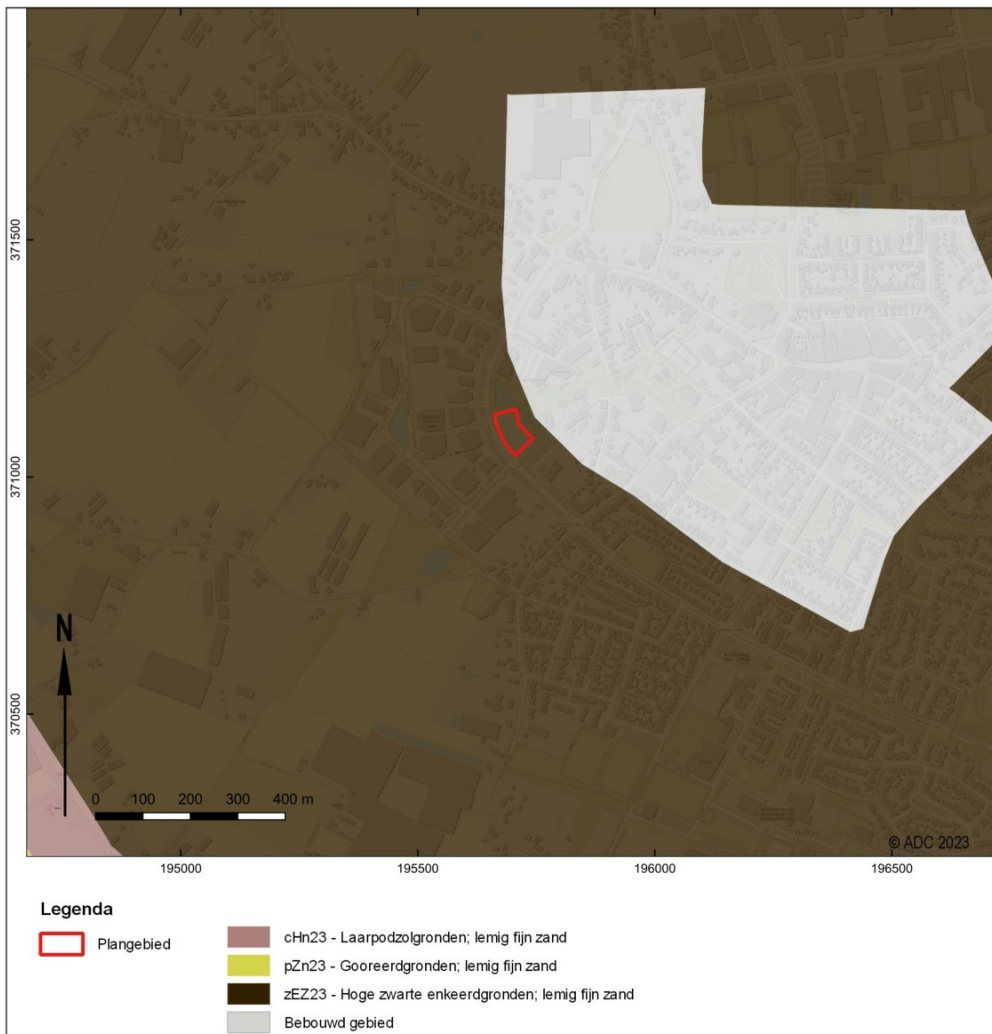 371500
371000
370500
N
0 100 200 300 400 m
© ADC 2023
195000 195500 196000 196500
Legenda
Plangebied
cHn23 - Laarpodzolgronden; lemig fijn zand
pZn23 - Gooreerdgronden; lemig fijn zand
zEZ23 - Hoge zwarte enkeerdgronden; lemig fijn zand
Bebouwd gebied